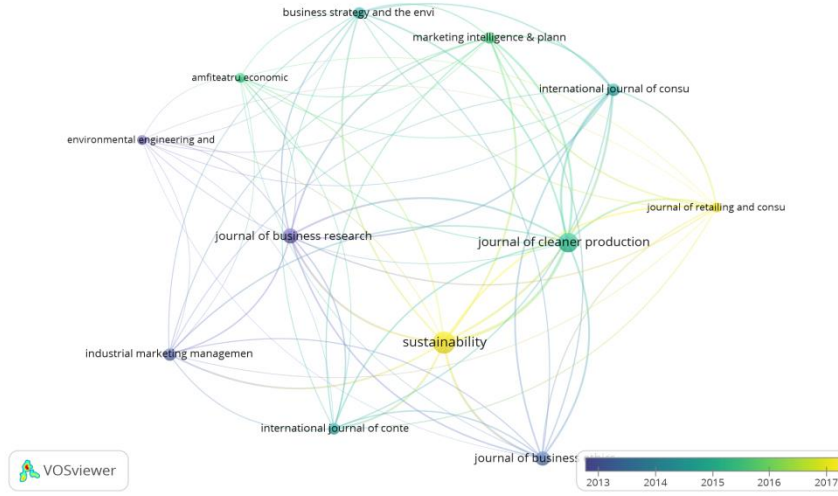 business strategy and the envi
marketing intelligence & plann
amfiteatru economic
international journal of consu
environmental engineering and
journal of retailing and consu
journal of business research
journal of cleaner production
sustainability
industrial marketing managemen
international journal of conte
journal of business
VOSviewer
2013 2014 2015 2016 2017